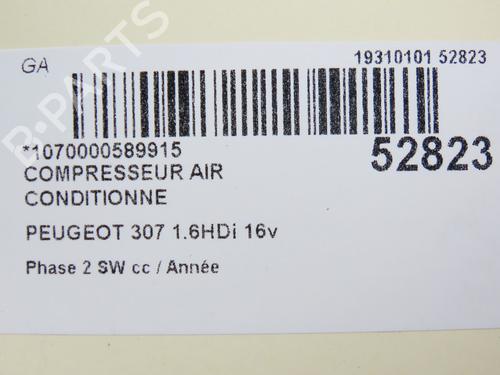 GA
19310101 52823
*1070000589915
52823
COMPRESSEUR AIR
CONDITIONNE
PEUGEOT 307 1.6HDi 16v
Phase 2 SW cc / Année
B-PARTS